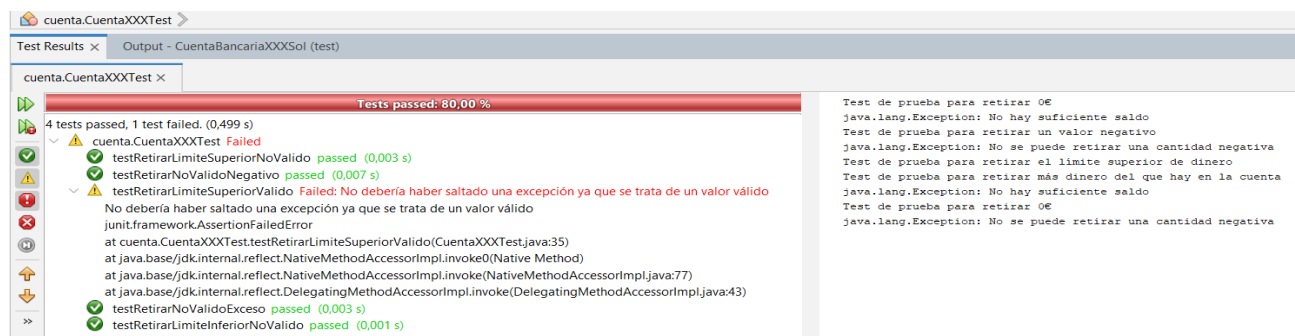 cuenta.CuentaXXXTest
Test Results × Output - CuentaBancariaXXXSol (test)
cuenta.CuentaXXXTest ×
Tests passed: 80,00 %
4 tests passed, 1 test failed. (0,499 s)
cuenta.CuentaXXXTest Failed
testRetirarLimiteSuperiorNoValido passed (0,003 s)
testRetirarNoValidoNegativo passed (0,007 s)
testRetirarLimiteSuperiorValido Failed: No debería haber saltado una excepción ya que se trata de un valor válido
No debería haber saltado una excepción ya que se trata de un valor válido
junit.framework.AssertionFailedError
at cuenta.CuentaXXXTest.testRetirarLimiteSuperiorValido(CuentaXXXTest.java:35)
at java.base/jdk.internal.reflect.NativeMethodAccessorImpl.invoke0(Native Method)
at java.base/jdk.internal.reflect.NativeMethodAccessorImpl.invoke(NativeMethodAccessorImpl.java:77)
at java.base/jdk.internal.reflect.DelegatingMethodAccessorImpl.invoke(DelegatingMethodAccessorImpl.java:43)
testRetirarNoValidoExceso passed (0,003 s)
testRetirarLimiteInferiorNoValido passed (0,001 s)
Test de prueba para retirar 0€
java.lang.Exception: No hay suficiente saldo
Test de prueba para retirar un valor negativo
java.lang.Exception: No se puede retirar una cantidad negativa
Test de prueba para retirar el límite superior de dinero
Test de prueba para retirar más dinero del que hay en la cuenta
java.lang.Exception: No hay suficiente saldo
Test de prueba para retirar 0€
java.lang.Exception: No se puede retirar una cantidad negativa